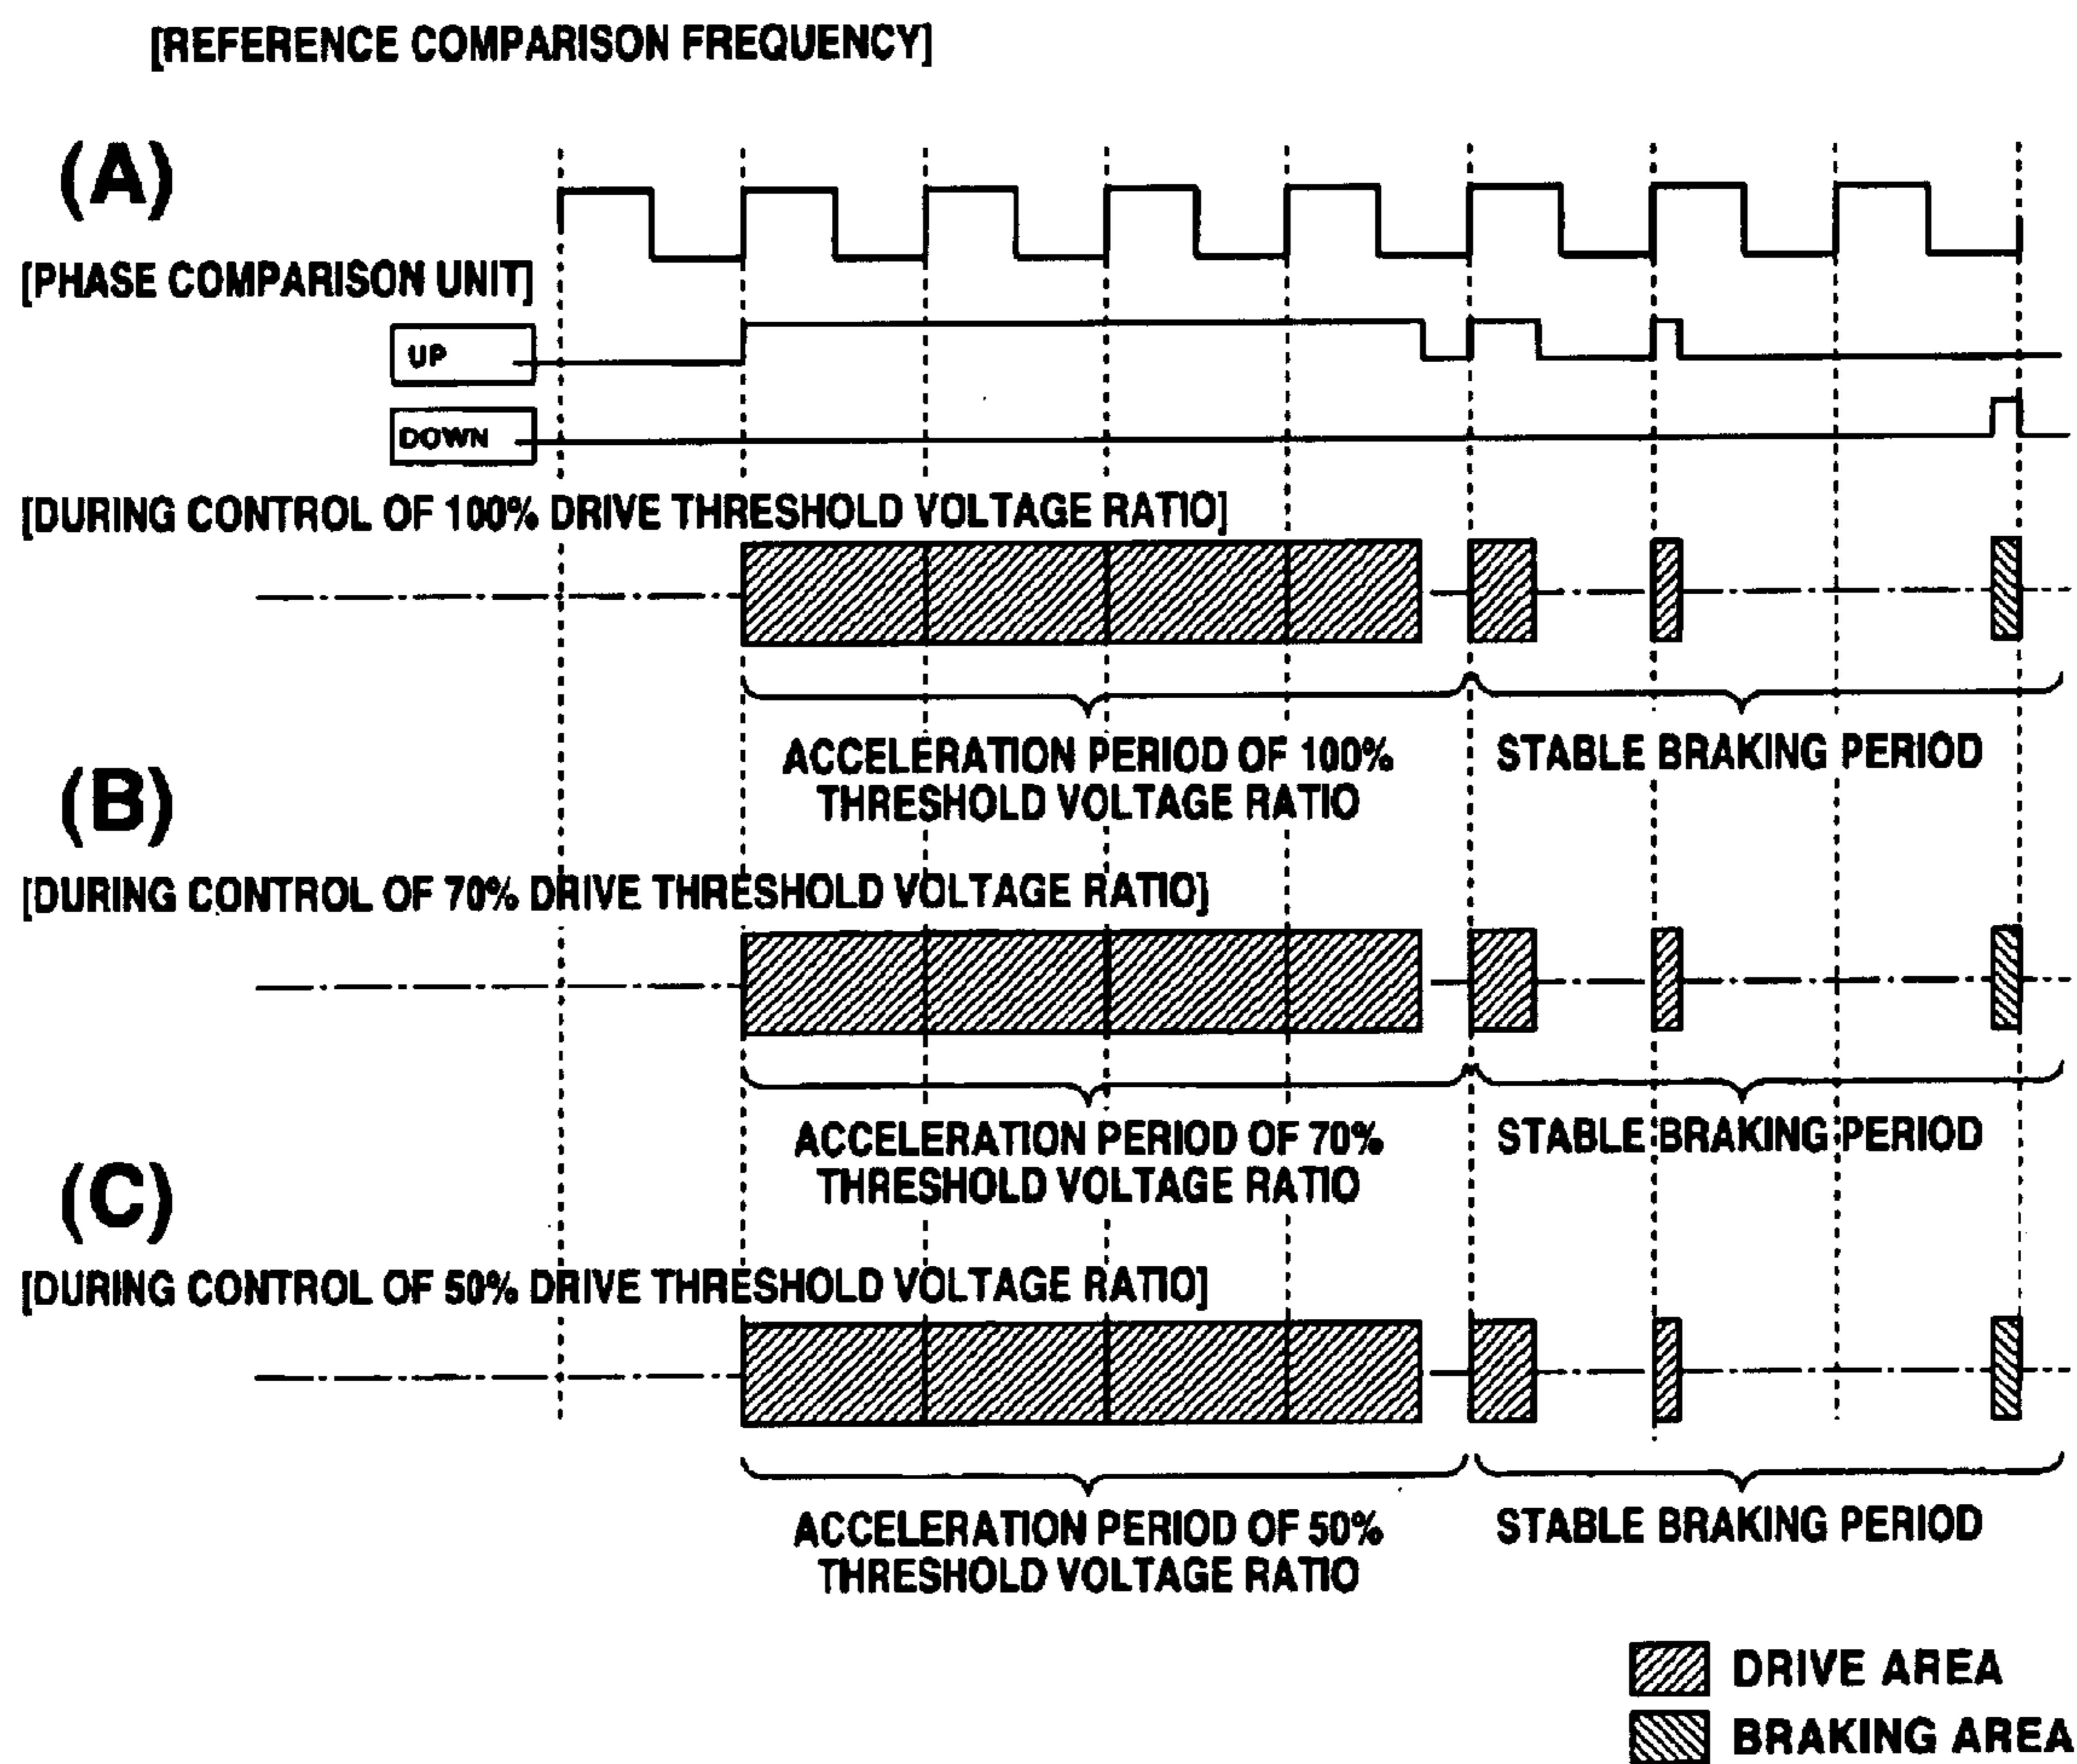 [REFERENCE COMPARISON FREQUENCY]
(A)
[PHASE COMPARISON UNIT]
UP
DOWN
[DURING CONTROL OF 100% DRIVE THRESHOLD VOLTAGE RATIO]
ACCELERATION PERIOD OF 100%
THRESHOLD VOLTAGE RATIO
STABLE BRAKING PERIOD
(B)
[DURING CONTROL OF 70% DRIVE THRESHOLD VOLTAGE RATIO]
ACCELERATION PERIOD OF 70%
THRESHOLD VOLTAGE RATIO
STABLE BRAKING PERIOD
(C)
[DURING CONTROL OF 50% DRIVE THRESHOLD VOLTAGE RATIO]
ACCELERATION PERIOD OF 50%
THRESHOLD VOLTAGE RATIO
STABLE BRAKING PERIOD
DRIVE AREA
BRAKING AREA